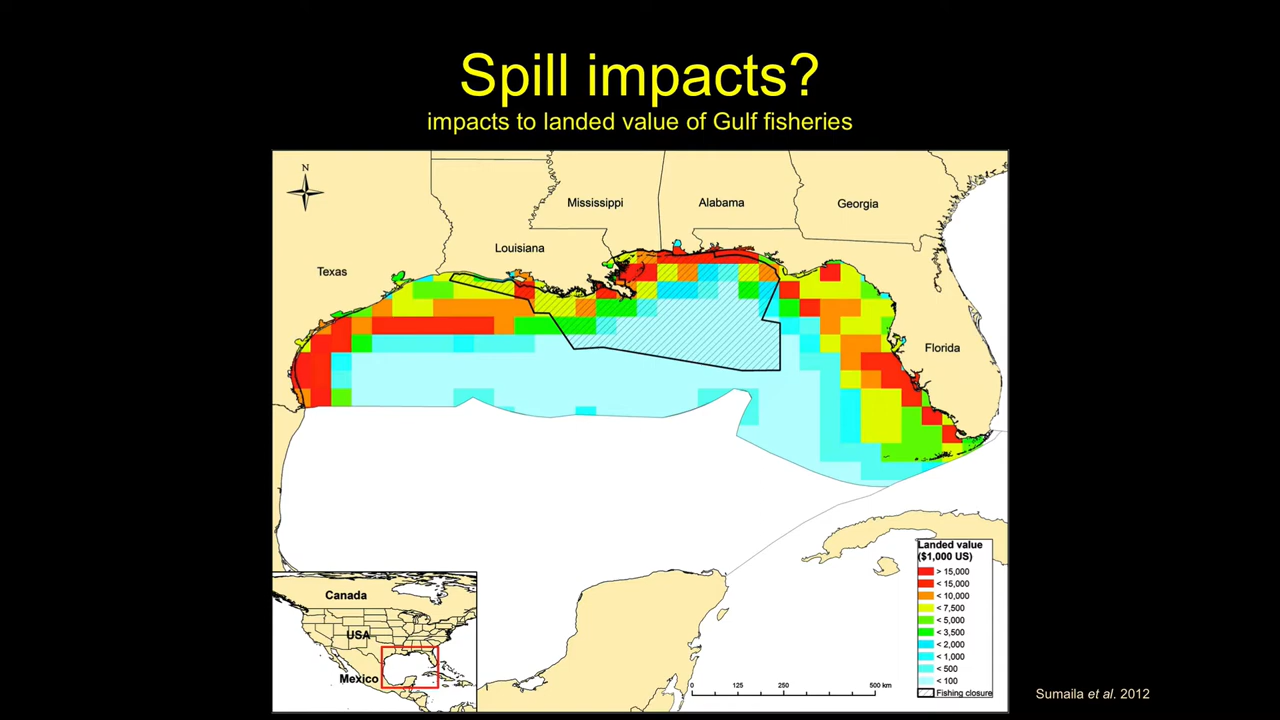 Spill impacts?
impacts to landed value of Gulf fisheries
N
Mississippi
Alabama
Georgia
Louisiana
Texas
Florida
Landed value
($1,000 US)
> 15,000
< 15,000
< 10,000
< 7,500
< 5,000
< 3,500
< 2,000
< 1,000
< 500
< 100
Fishing closure
Canada
USA
Mexico
0 125 250 500 km
Sumaila et al. 2012